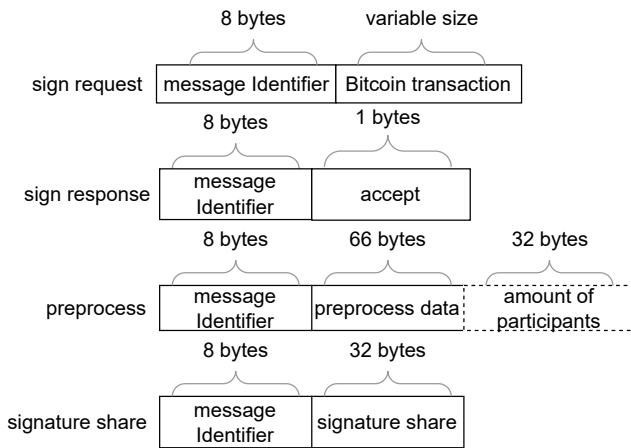 8 bytes variable size
sign request message Identifier Bitcoin transaction
8 bytes 1 bytes
sign response message Identifier accept
8 bytes 66 bytes 32 bytes
preprocess message Identifier preprocess data amount of participants
8 bytes 32 bytes
signature share message Identifier signature share